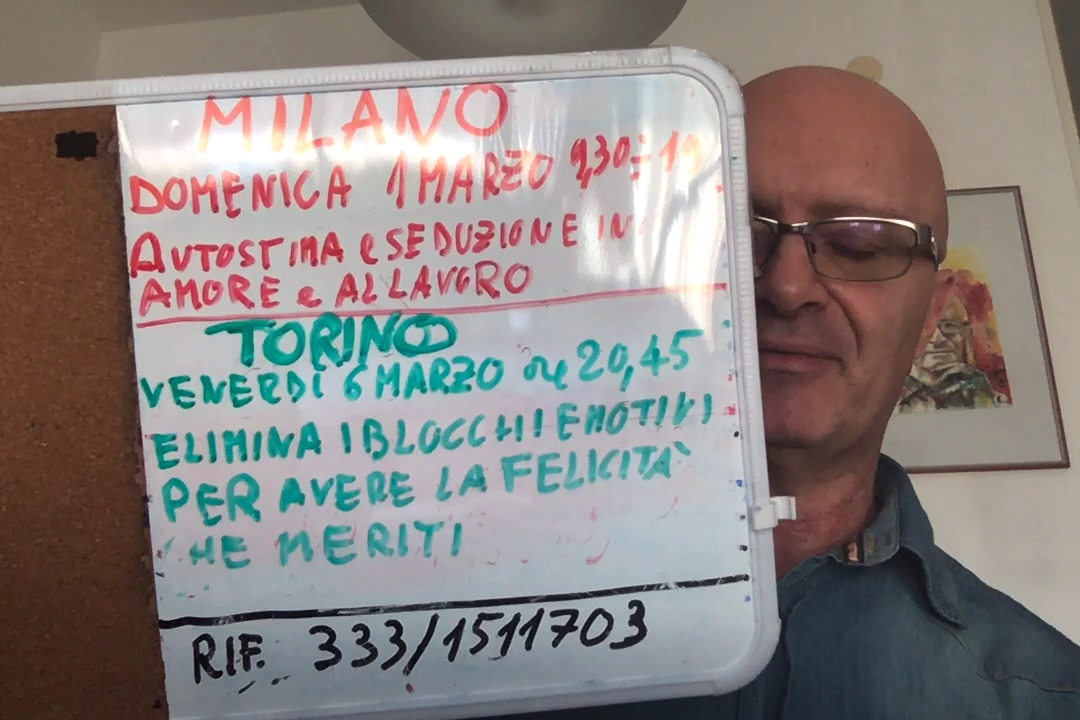 MILANO
DOMENICA 1 MARZO 9,30-19
AUTOSTIMA e SEDUZIONE IN
AMORE e AL LAVORO
TORINO
VENERDÌ 6 MARZO ore 20,45
ELIMINA I BLOCCHI EMOTIVI
PER AVERE LA FELICITÀ
CHE MERITI
RIF. 333/1511703